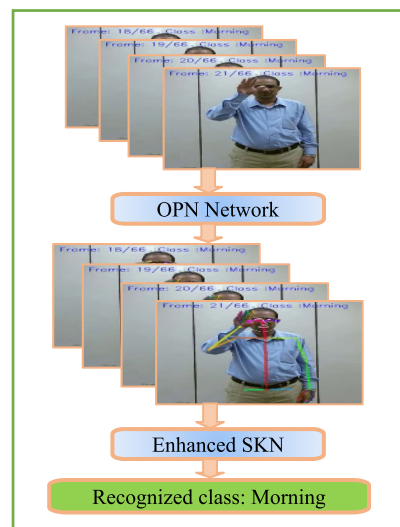 Frame: 18/66 Class :Morning
Frame: 19/66 Class :Morning
Frame: 20/66 Class :Morning
Frame: 21/66 Class :Morning
OPN Network
Frame: 18/66 Class :Morning
Frame: 19/66 Class :Morning
Frame: 20/66 Class :Morning
Frame: 21/66 Class :Morning
Enhanced SKN
Recognized class: Morning